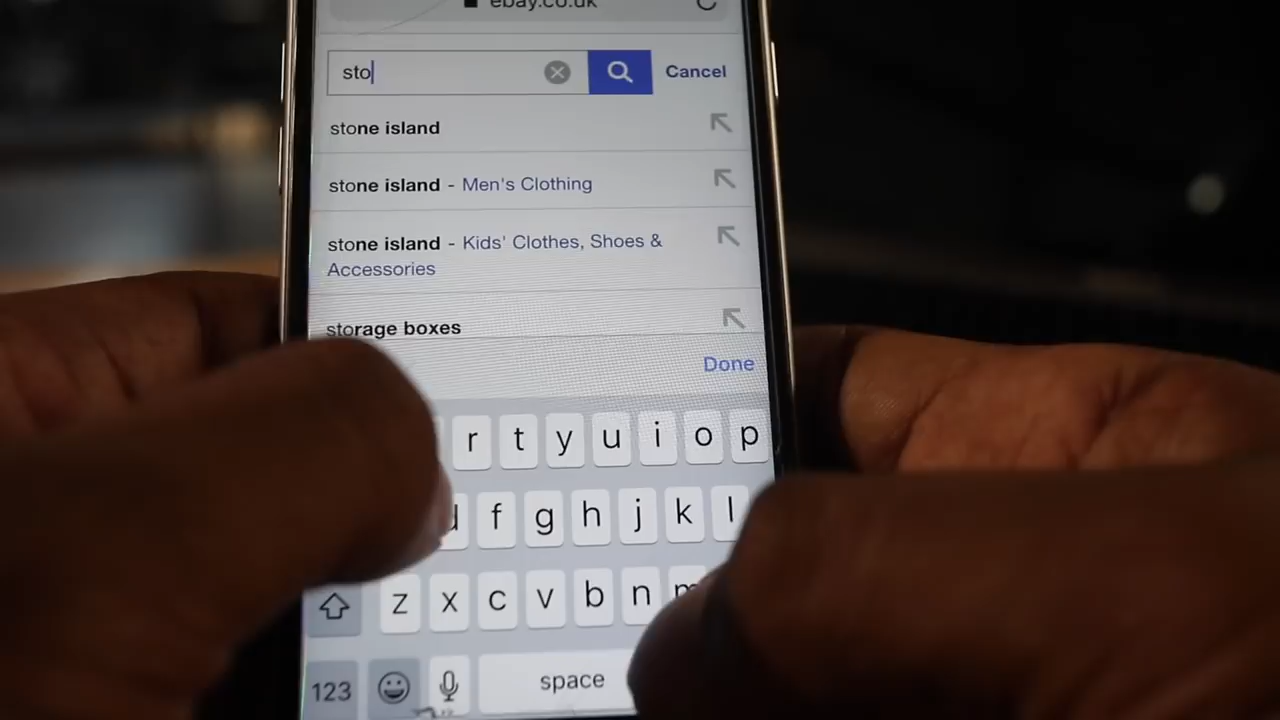 ebay.co.uk
sto
Cancel
stone island
stone island - Men's Clothing
stone island - Kids' Clothes, Shoes &
Accessories
storage boxes
Done
r t y u i o p
d f g h j k l
z x c v b n m
123 space